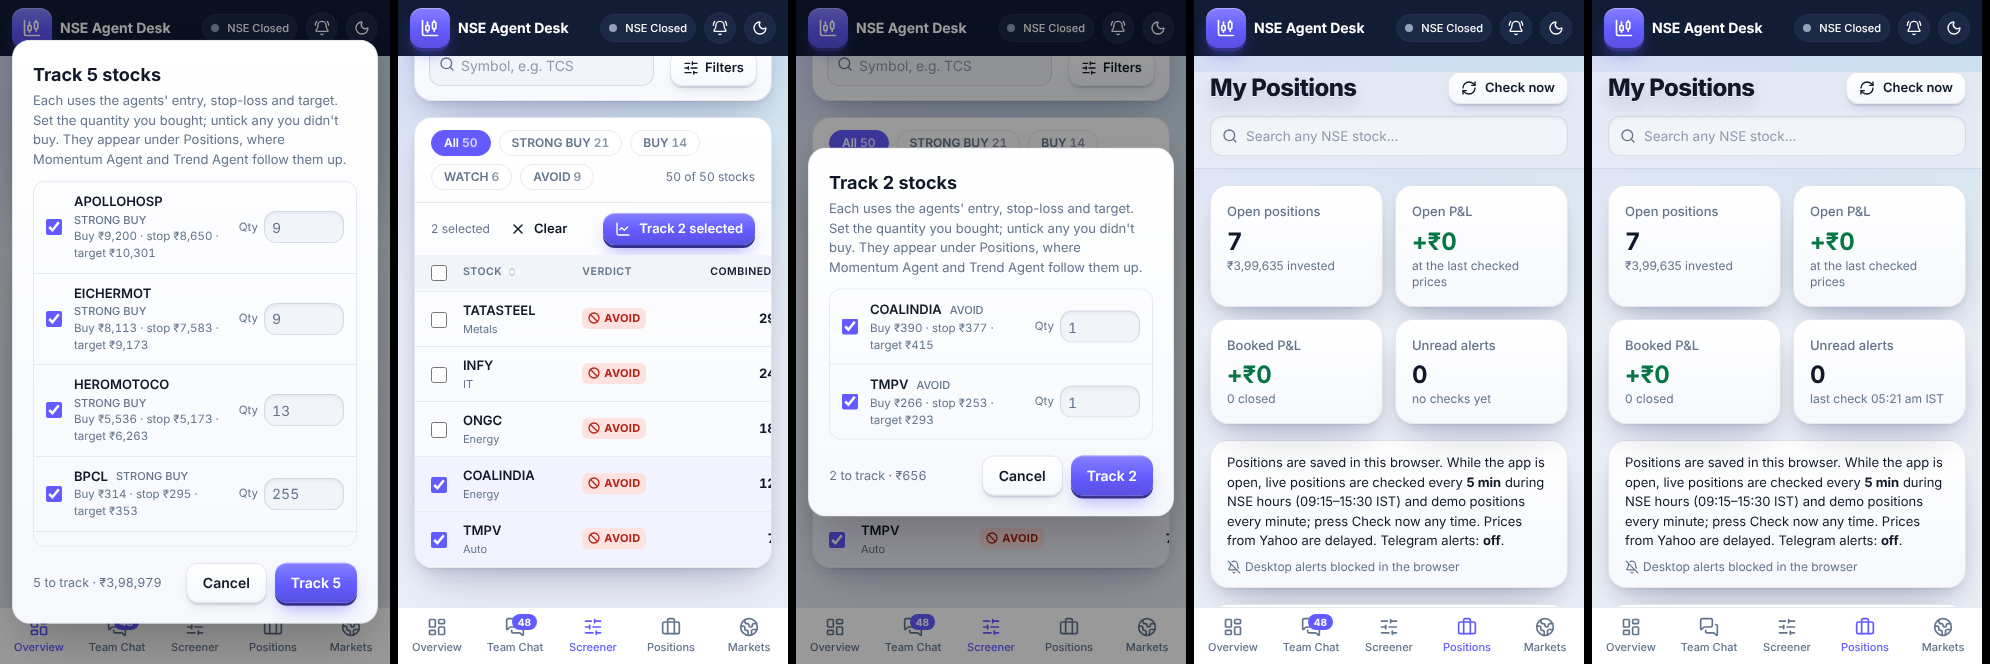 NSE Agent Desk
NSE Closed
Track 5 stocks
Each uses the agents' entry, stop-loss and target.
Set the quantity you bought; untick any you didn't
buy. They appear under Positions, where
Momentum Agent and Trend Agent follow them up.
APOLLOHOSP
STRONG BUY
Buy ₹9,200 · stop ₹8,650 ·
target ₹10,301
Qty 9
EICHERMOT
STRONG BUY
Buy ₹8,113 · stop ₹7,583 ·
target ₹9,173
Qty 9
HEROMOTOCO
STRONG BUY
Buy ₹5,536 · stop ₹5,173 ·
target ₹6,263
Qty 13
BPCL STRONG BUY
Buy ₹314 · stop ₹295 ·
target ₹353
Qty 255
5 to track · ₹3,98,979
Cancel
Track 5
Overview
Team Chat
Screener
Positions
Markets
NSE Agent Desk
NSE Closed
Symbol, e.g. TCS
Filters
All 50
STRONG BUY 21
BUY 14
WATCH 6
AVOID 9
50 of 50 stocks
2 selected
Clear
Track 2 selected
STOCK
VERDICT
COMBINED
TATASTEEL
Metals
AVOID
29
INFY
IT
AVOID
24
ONGC
Energy
AVOID
18
COALINDIA
Energy
AVOID
12
TMPV
Auto
AVOID
7
48
Overview
Team Chat
Screener
Positions
Markets
NSE Agent Desk
NSE Closed
Symbol, e.g. TCS
Filters
All 50
STRONG BUY 21
BUY 14
Track 2 stocks
Each uses the agents' entry, stop-loss and target.
Set the quantity you bought; untick any you didn't
buy. They appear under Positions, where
Momentum Agent and Trend Agent follow them up.
COALINDIA AVOID
Buy ₹390 · stop ₹377 ·
target ₹415
Qty 1
TMPV AVOID
Buy ₹266 · stop ₹253 ·
target ₹293
Qty 1
2 to track · ₹656
Cancel
Track 2
TMPV
Auto
AVOID
48
Overview
Team Chat
Screener
Positions
Markets
NSE Agent Desk
NSE Closed
My Positions
Check now
Search any NSE stock...
Open positions
7
₹3,99,635 invested
Open P&L
+₹0
at the last checked
prices
Booked P&L
+₹0
0 closed
Unread alerts
0
no checks yet
Positions are saved in this browser. While the app is
open, live positions are checked every 5 min during
NSE hours (09:15–15:30 IST) and demo positions
every minute; press Check now any time. Prices
from Yahoo are delayed. Telegram alerts: off.
Desktop alerts blocked in the browser
48
Overview
Team Chat
Screener
Positions
Markets
NSE Agent Desk
NSE Closed
My Positions
Check now
Search any NSE stock...
Open positions
7
₹3,99,635 invested
Open P&L
+₹0
at the last checked
prices
Booked P&L
+₹0
0 closed
Unread alerts
0
last check 05:21 am IST
Positions are saved in this browser. While the app is
open, live positions are checked every 5 min during
NSE hours (09:15–15:30 IST) and demo positions
every minute; press Check now any time. Prices
from Yahoo are delayed. Telegram alerts: off.
Desktop alerts blocked in the browser
Overview
Team Chat
Screener
Positions
Markets